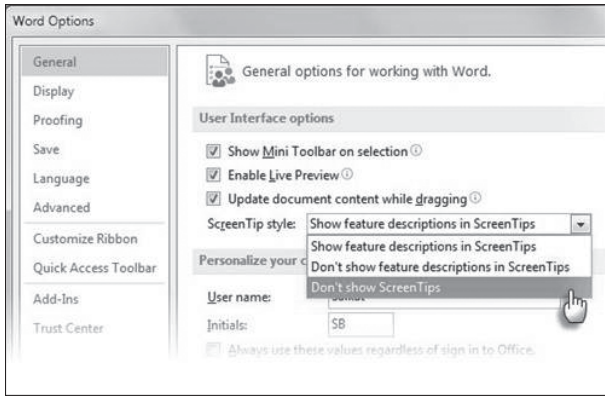 Word Options
General
Display
Proofing
Save
Language
Advanced
Customize Ribbon
Quick Access Toolbar
Add-Ins
Trust Center
General options for working with Word.
User Interface options
Show Mini Toolbar on selection
Enable Live Preview
Update document content while dragging
ScreenTip style: Show feature descriptions in ScreenTips
Show feature descriptions in ScreenTips
Don't show feature descriptions in ScreenTips
Don't show ScreenTips
Personalize your
User name:
Initials: SB
Always use these values regardless of sign in to Office.